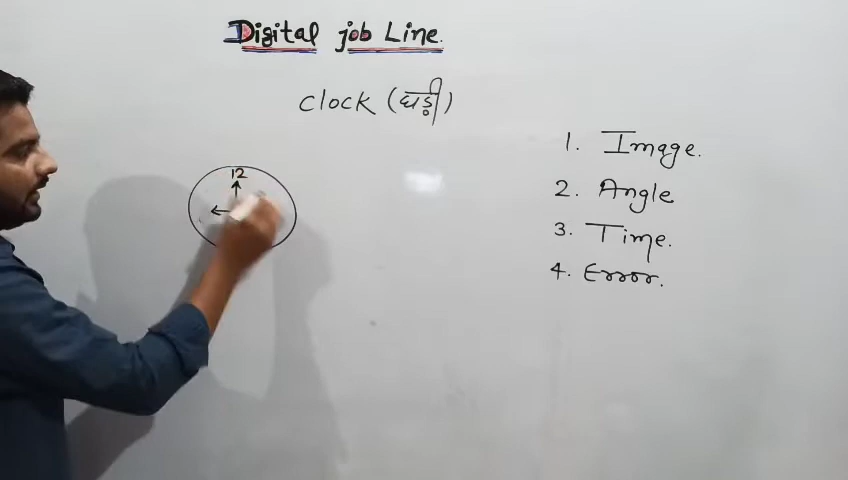 Digital job Line.
Clock (घड़ी)
12
1. Image.
2. Angle
3. Time.
4. Error.